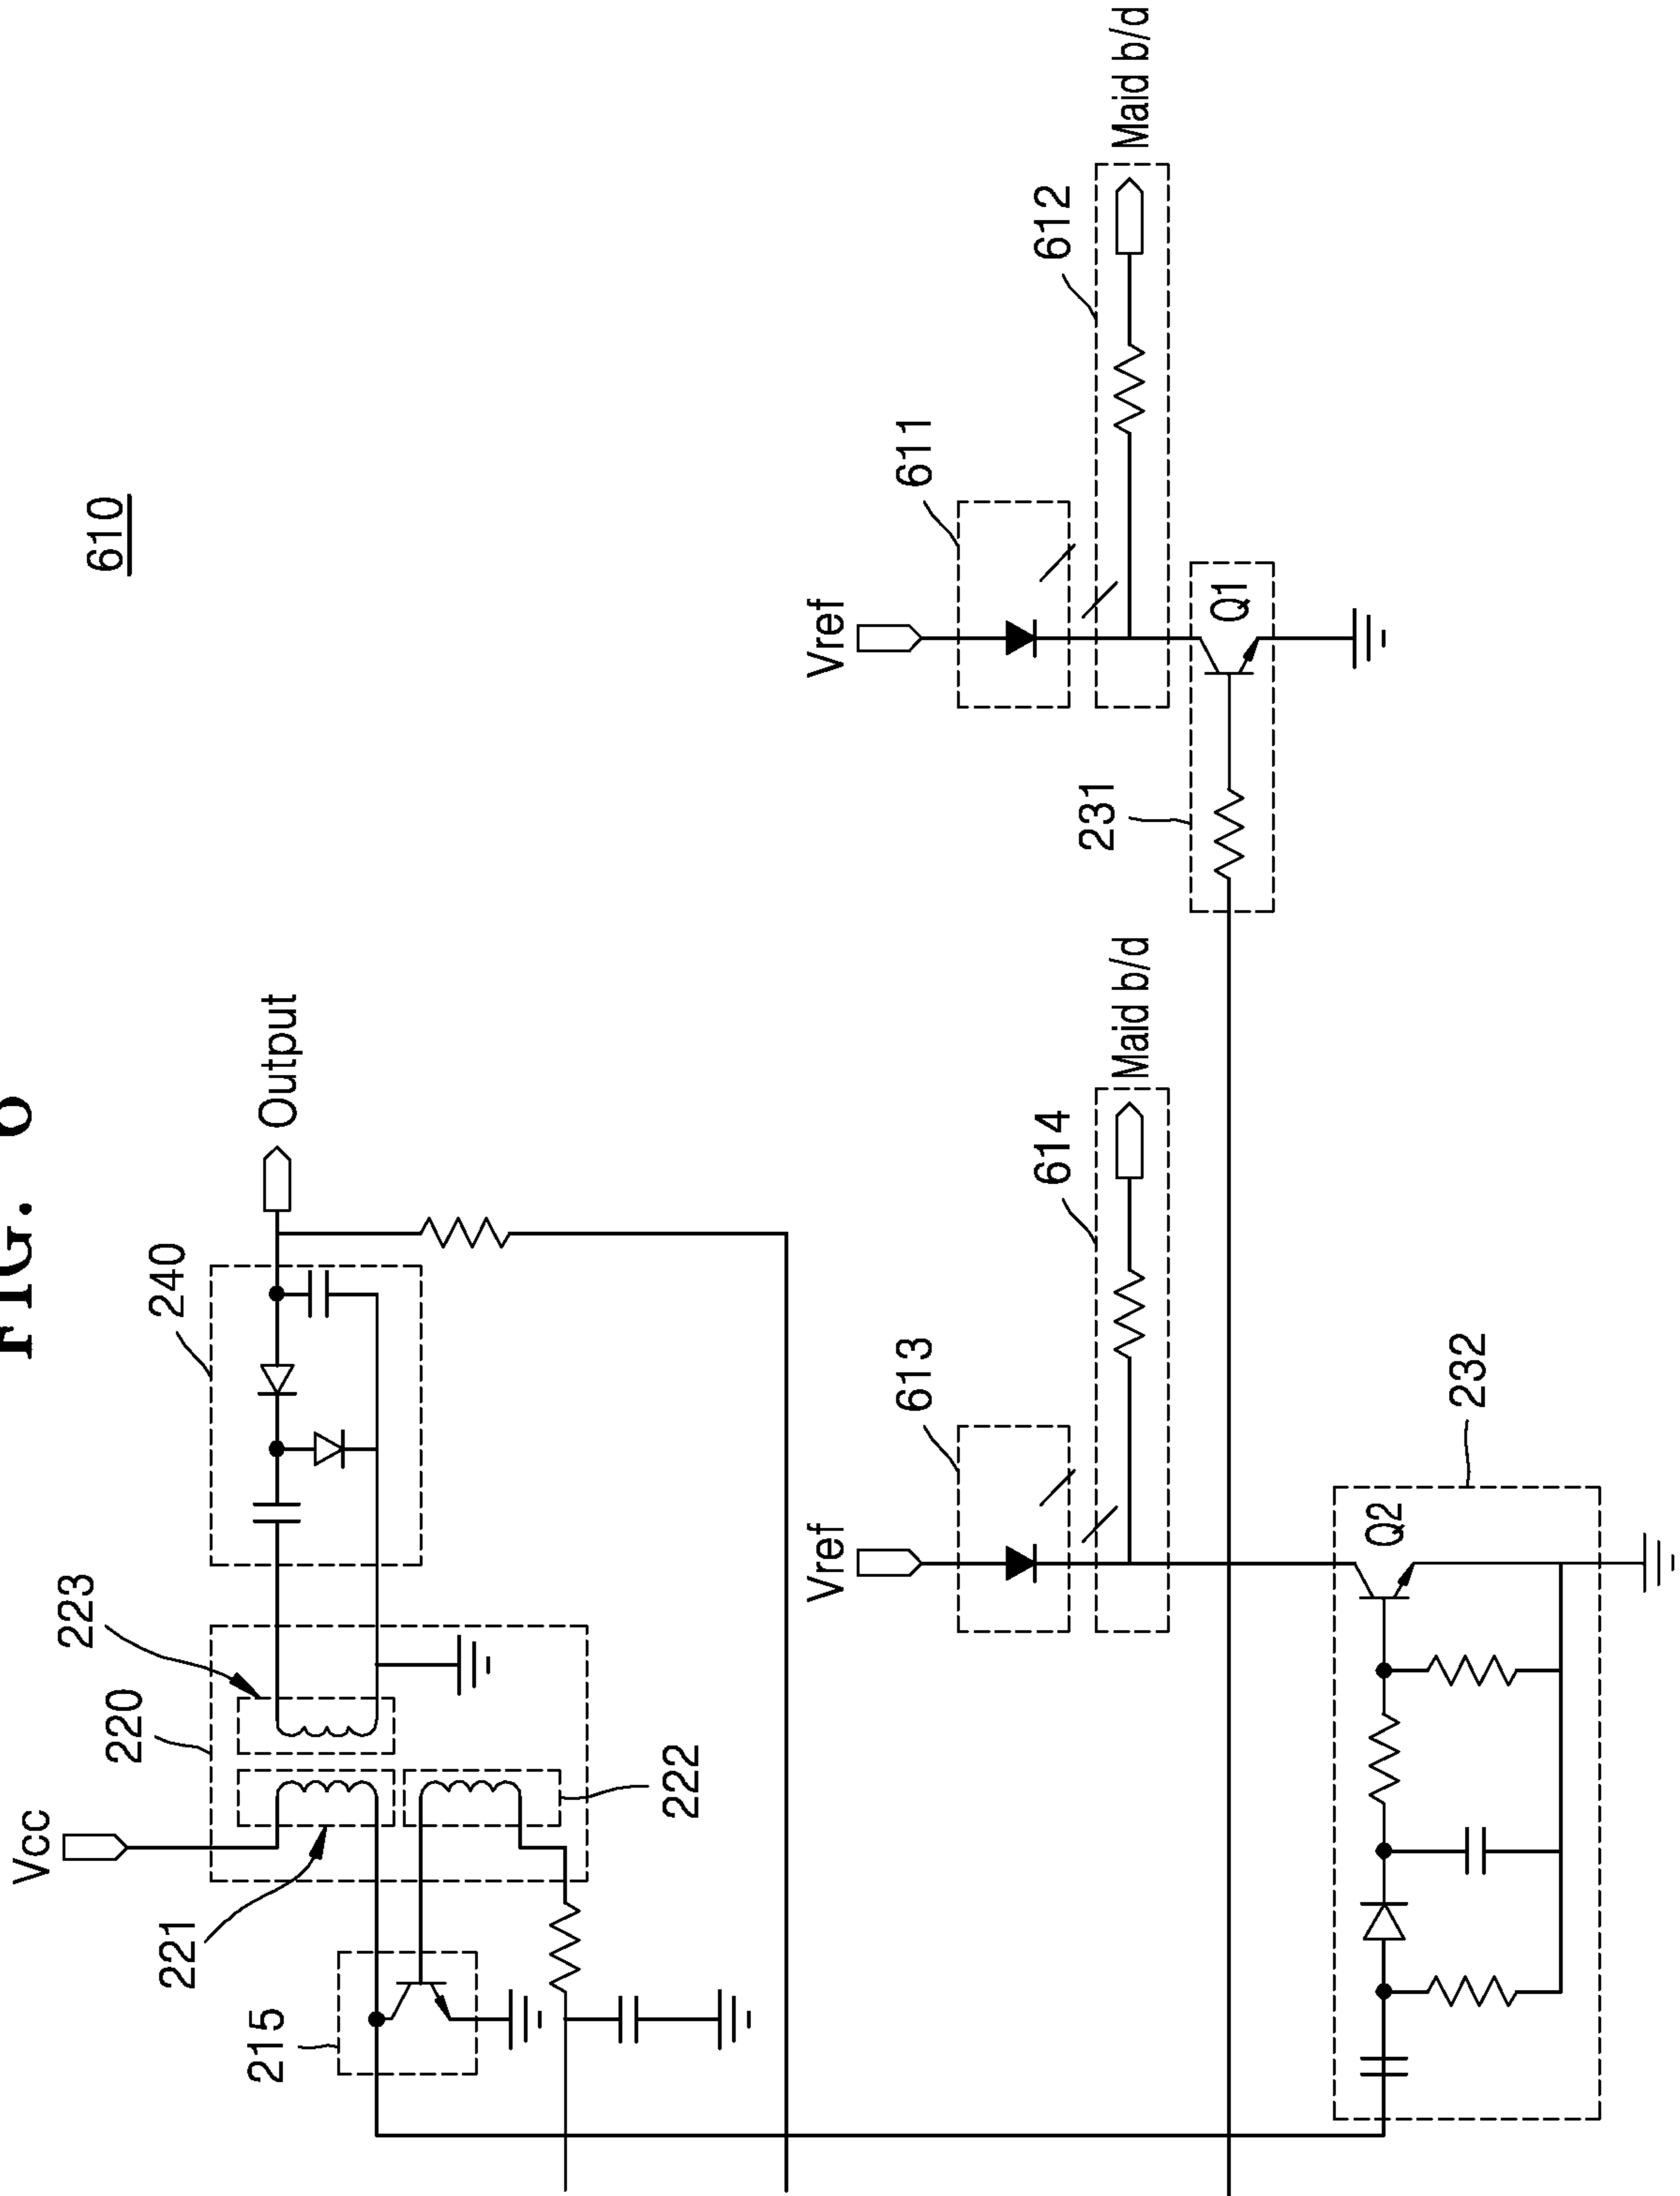 FIG. 6
610
Vcc
220
223
240
Output
221
215
222
Vref
613
614
Maid b/d
Vref
611
612
Maid b/d
231
Q1
Q2
232